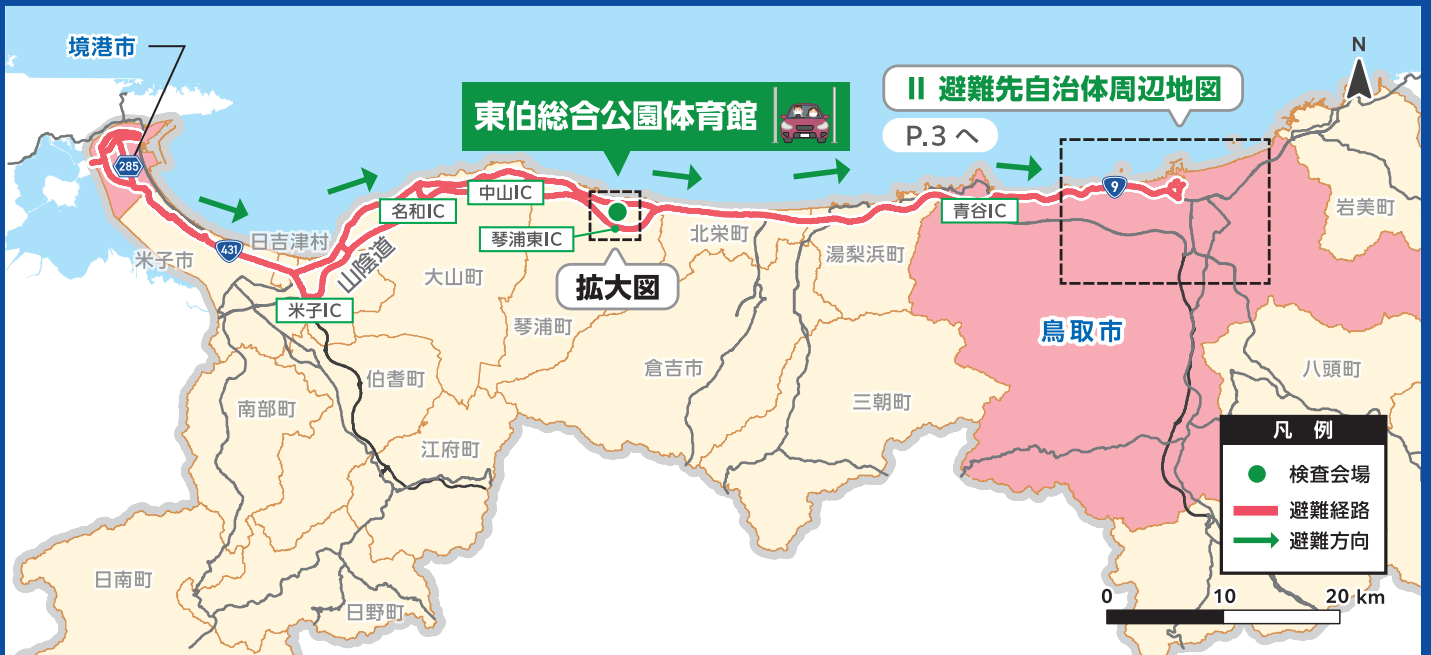 境港市
N
東伯総合公園体育館
II 避難先自治体周辺地図
P.3 へ
285
431
9
日吉津村
米子市
米子IC
山陰道
名和IC
中山IC
琴浦東IC
拡大図
青谷IC
大山町
琴浦町
北栄町
湯梨浜町
岩美町
鳥取市
倉吉市
三朝町
八頭町
伯耆町
南部町
江府町
日南町
日野町
凡 例
検査会場
避難経路
避難方向
0 10 20 km